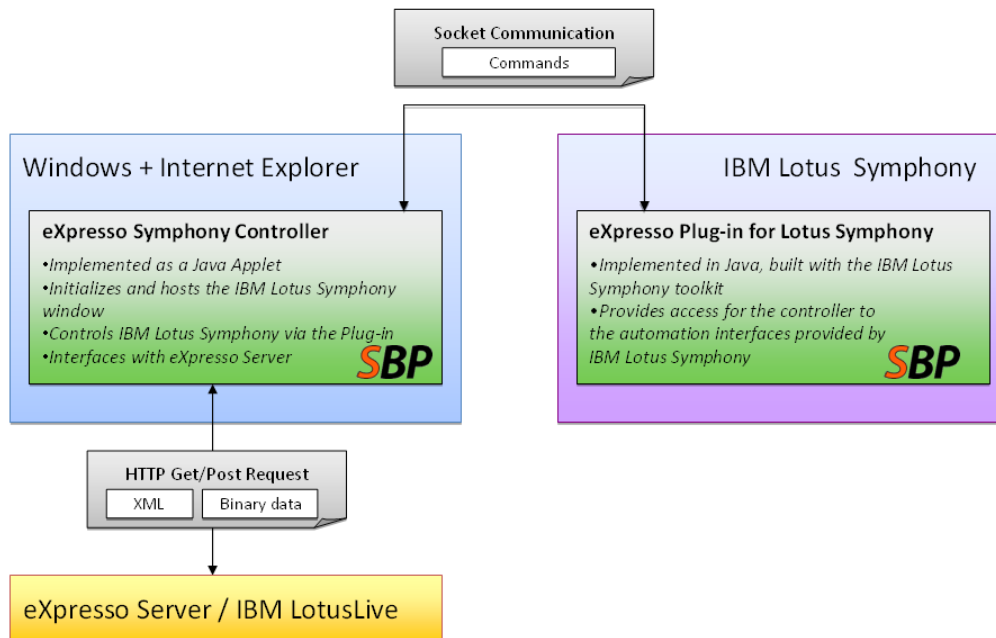 Socket Communication
Commands
Windows + Internet Explorer
eXpresso Symphony Controller
•Implemented as a Java Applet
•Initializes and hosts the IBM Lotus Symphony
window
•Controls IBM Lotus Symphony via the Plug-in
•Interfaces with eXpresso Server
SBP
IBM Lotus Symphony
eXpresso Plug-in for Lotus Symphony
•Implemented in Java, built with the IBM Lotus
Symphony toolkit
•Provides access for the controller to
the automation interfaces provided by
IBM Lotus Symphony
SBP
HTTP Get/Post Request
XML
Binary data
eXpresso Server / IBM LotusLive